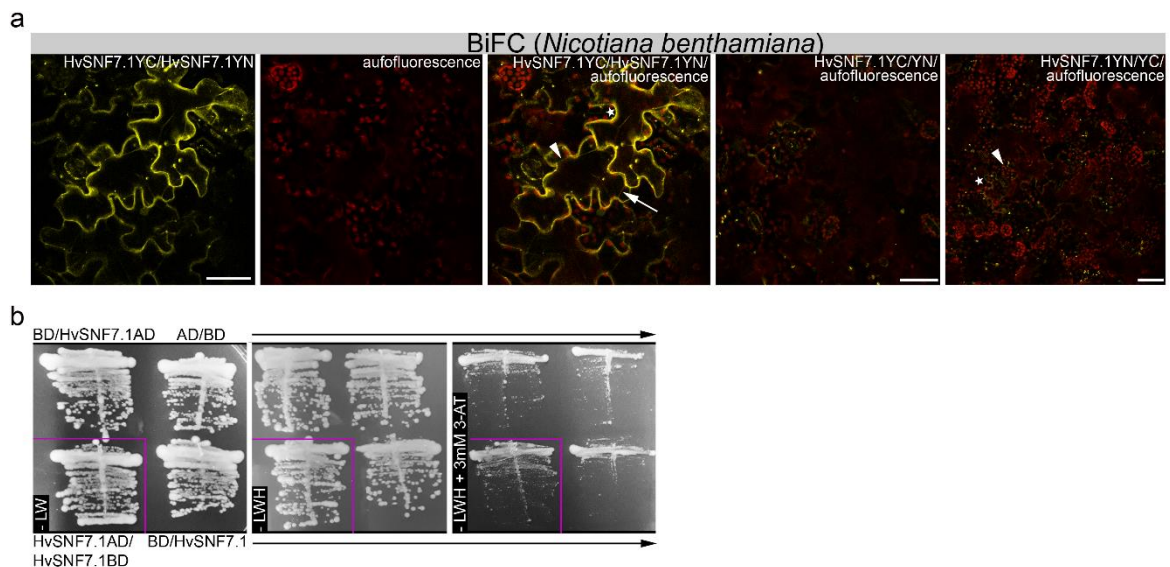 a
BiFC (Nicotiana benthamiana)
HvSNF7.1YC/HvSNF7.1YN
autofluorescence
HvSNF7.1YC/HvSNF7.1YN/
autofluorescence
HvSNF7.1YC/YN/
autofluorescence
HvSNF7.1YN/YC/
autofluorescence
b
BD/HvSNF7.1AD AD/BD
- LW
- LWH
- LWH + 3mM 3-AT
HvSNF7.1AD/ BD/HvSNF7.1
HvSNF7.1BD